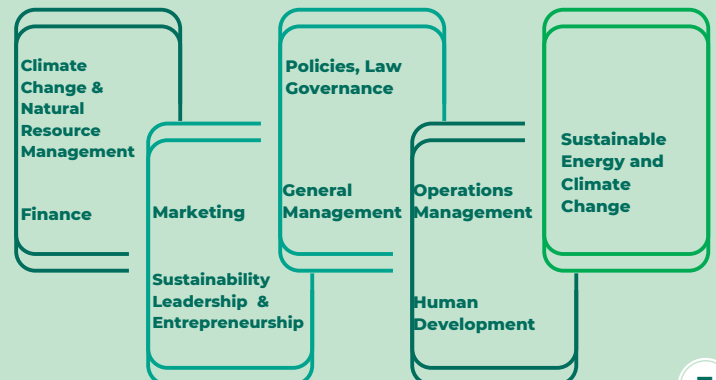 Climate
Change &
Natural
Resource
Management
Finance
Marketing
Sustainability
Leadership &
Entrepreneurship
Policies, Law
Governance
General
Management
Operations
Management
Human
Development
Sustainable
Energy and
Climate
Change